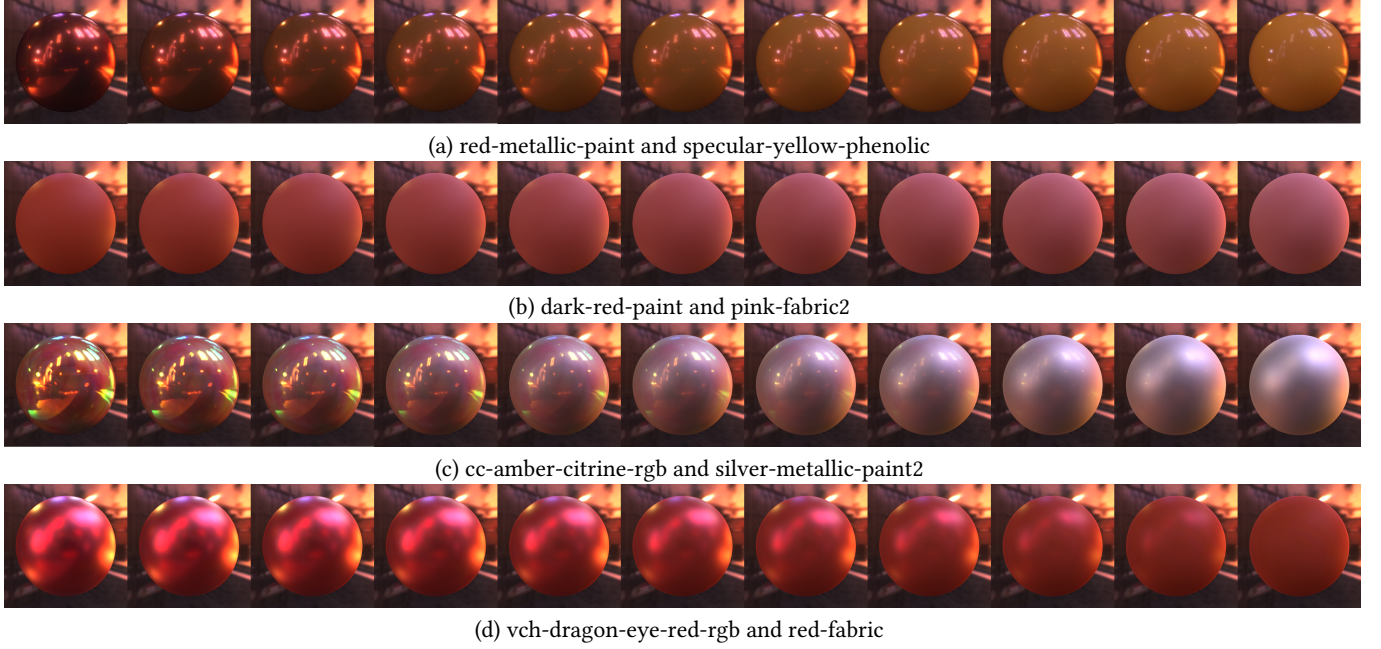 (a) red-metallic-paint and specular-yellow-phenolic
(b) dark-red-paint and pink-fabric2
(c) cc-amber-citrine-rgb and silver-metallic-paint2
(d) vch-dragon-eye-red-rgb and red-fabric